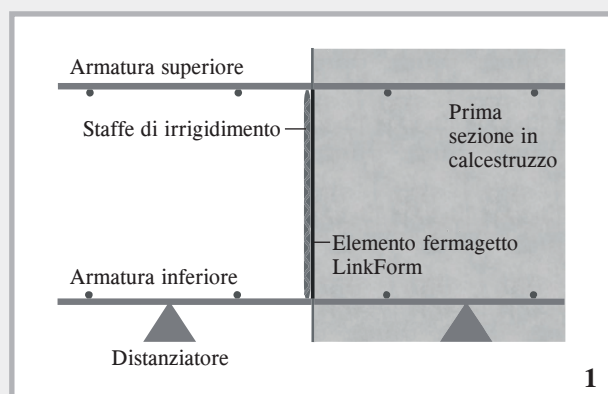 Armatura superiore
Staffe di irrigidimento
Prima
sezione in
calcestruzzo
Elemento fermagetto
LinkForm
Armatura inferiore
Distanziatore
1